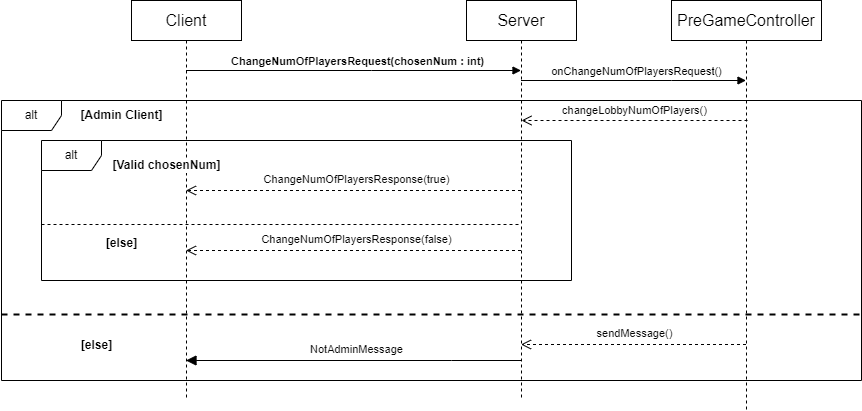 Client
Server
PreGameController
ChangeNumOfPlayersRequest(chosenNum : int)
onChangeNumOfPlayersRequest()
alt
[Admin Client]
changeLobbyNumOfPlayers()
alt
[Valid chosenNum]
ChangeNumOfPlayersResponse(true)
[else]
ChangeNumOfPlayersResponse(false)
[else]
sendMessage()
NotAdminMessage